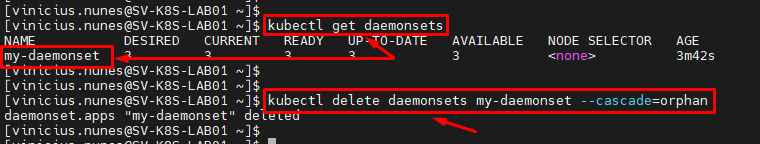 [vinicius.nunes@SV-K8S-LAB01 ~]$
[vinicius.nunes@SV-K8S-LAB01 ~]$ kubectl get daemonsets
NAME DESIRED CURRENT READY UP-TO-DATE AVAILABLE NODE SELECTOR AGE
my-daemonset 3 3 3 3 3 <none> 3m42s
[vinicius.nunes@SV-K8S-LAB01 ~]$
[vinicius.nunes@SV-K8S-LAB01 ~]$
[vinicius.nunes@SV-K8S-LAB01 ~]$ kubectl delete daemonsets my-daemonset --cascade=orphan
daemonset.apps "my-daemonset" deleted
[vinicius.nunes@SV-K8S-LAB01 ~]$
[vinicius.nunes@SV-K8S-LAB01 ~]$